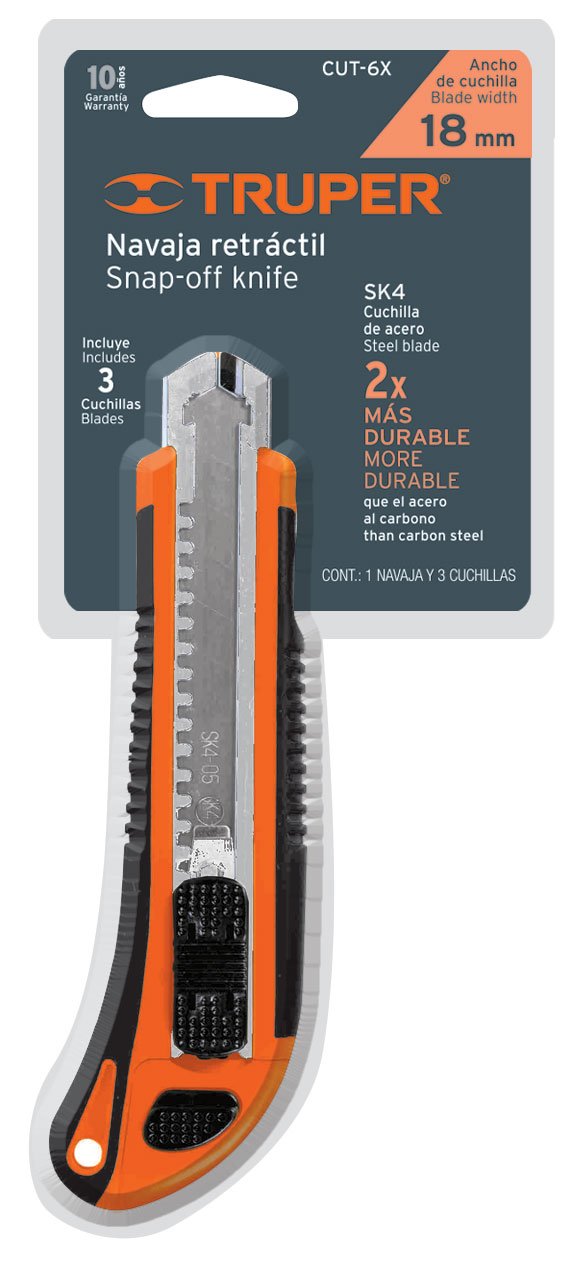 10 años
Garantía
Warranty
CUT-6X
Ancho
de cuchilla
Blade width
18 mm
TRUPER®
Navaja retráctil
Snap-off knife
SK4
Cuchilla
de acero
Steel blade
Incluye
Includes
3
Cuchillas
Blades
2x
MÁS
DURABLE
MORE
DURABLE
que el acero
al carbono
than carbon steel
CONT.: 1 NAVAJA Y 3 CUCHILLAS
SK4-05